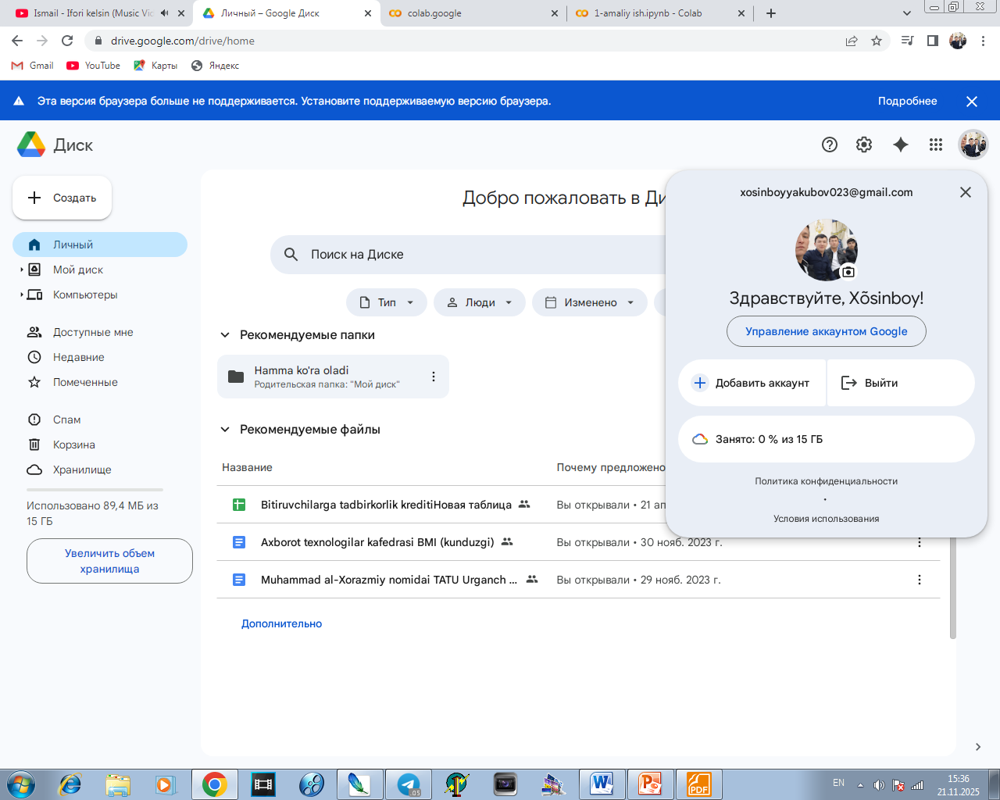 Ismail - Ifori kelsin (Music Vi
Личный – Google Диск
colab.google
1-amaliy ish.ipynb - Colab
drive.google.com/drive/home
Gmail
YouTube
Карты
Яндекс
Эта версия браузера больше не поддерживается. Установите поддерживаемую версию браузера.
Подробнее
Диск
Создать
Личный
Мой диск
Компьютеры
Доступные мне
Недавние
Помеченные
Спам
Корзина
Хранилище
Использовано 89,4 МБ из
15 ГБ
Увеличить объем
хранилища
Добро пожаловать в Ди
Поиск на Диске
Тип
Люди
Изменено
Рекомендуемые папки
Hamma ko'ra oladi
Родительская папка: "Мой диск"
Рекомендуемые файлы
Название
Почему предложено
Bitiruvchilarga tadbirkorlik kreditiНовая таблица
Вы открывали • 21 ап
Axborot texnologilar kafedrasi BMI (kunduzgi)
Вы открывали • 30 нояб. 2023 г.
Muhammad al-Xorazmiy nomidai TATU Urganch ...
Вы открывали • 29 нояб. 2023 г.
Дополнительно
xosinboyyakubov023@gmail.com
Здравствуйте, Xõsinboy!
Управление аккаунтом Google
Добавить аккаунт
Выйти
Занято: 0 % из 15 ГБ
Политика конфиденциальности
•
Условия использования
.05
PDF
EN
15:36
21.11.2025